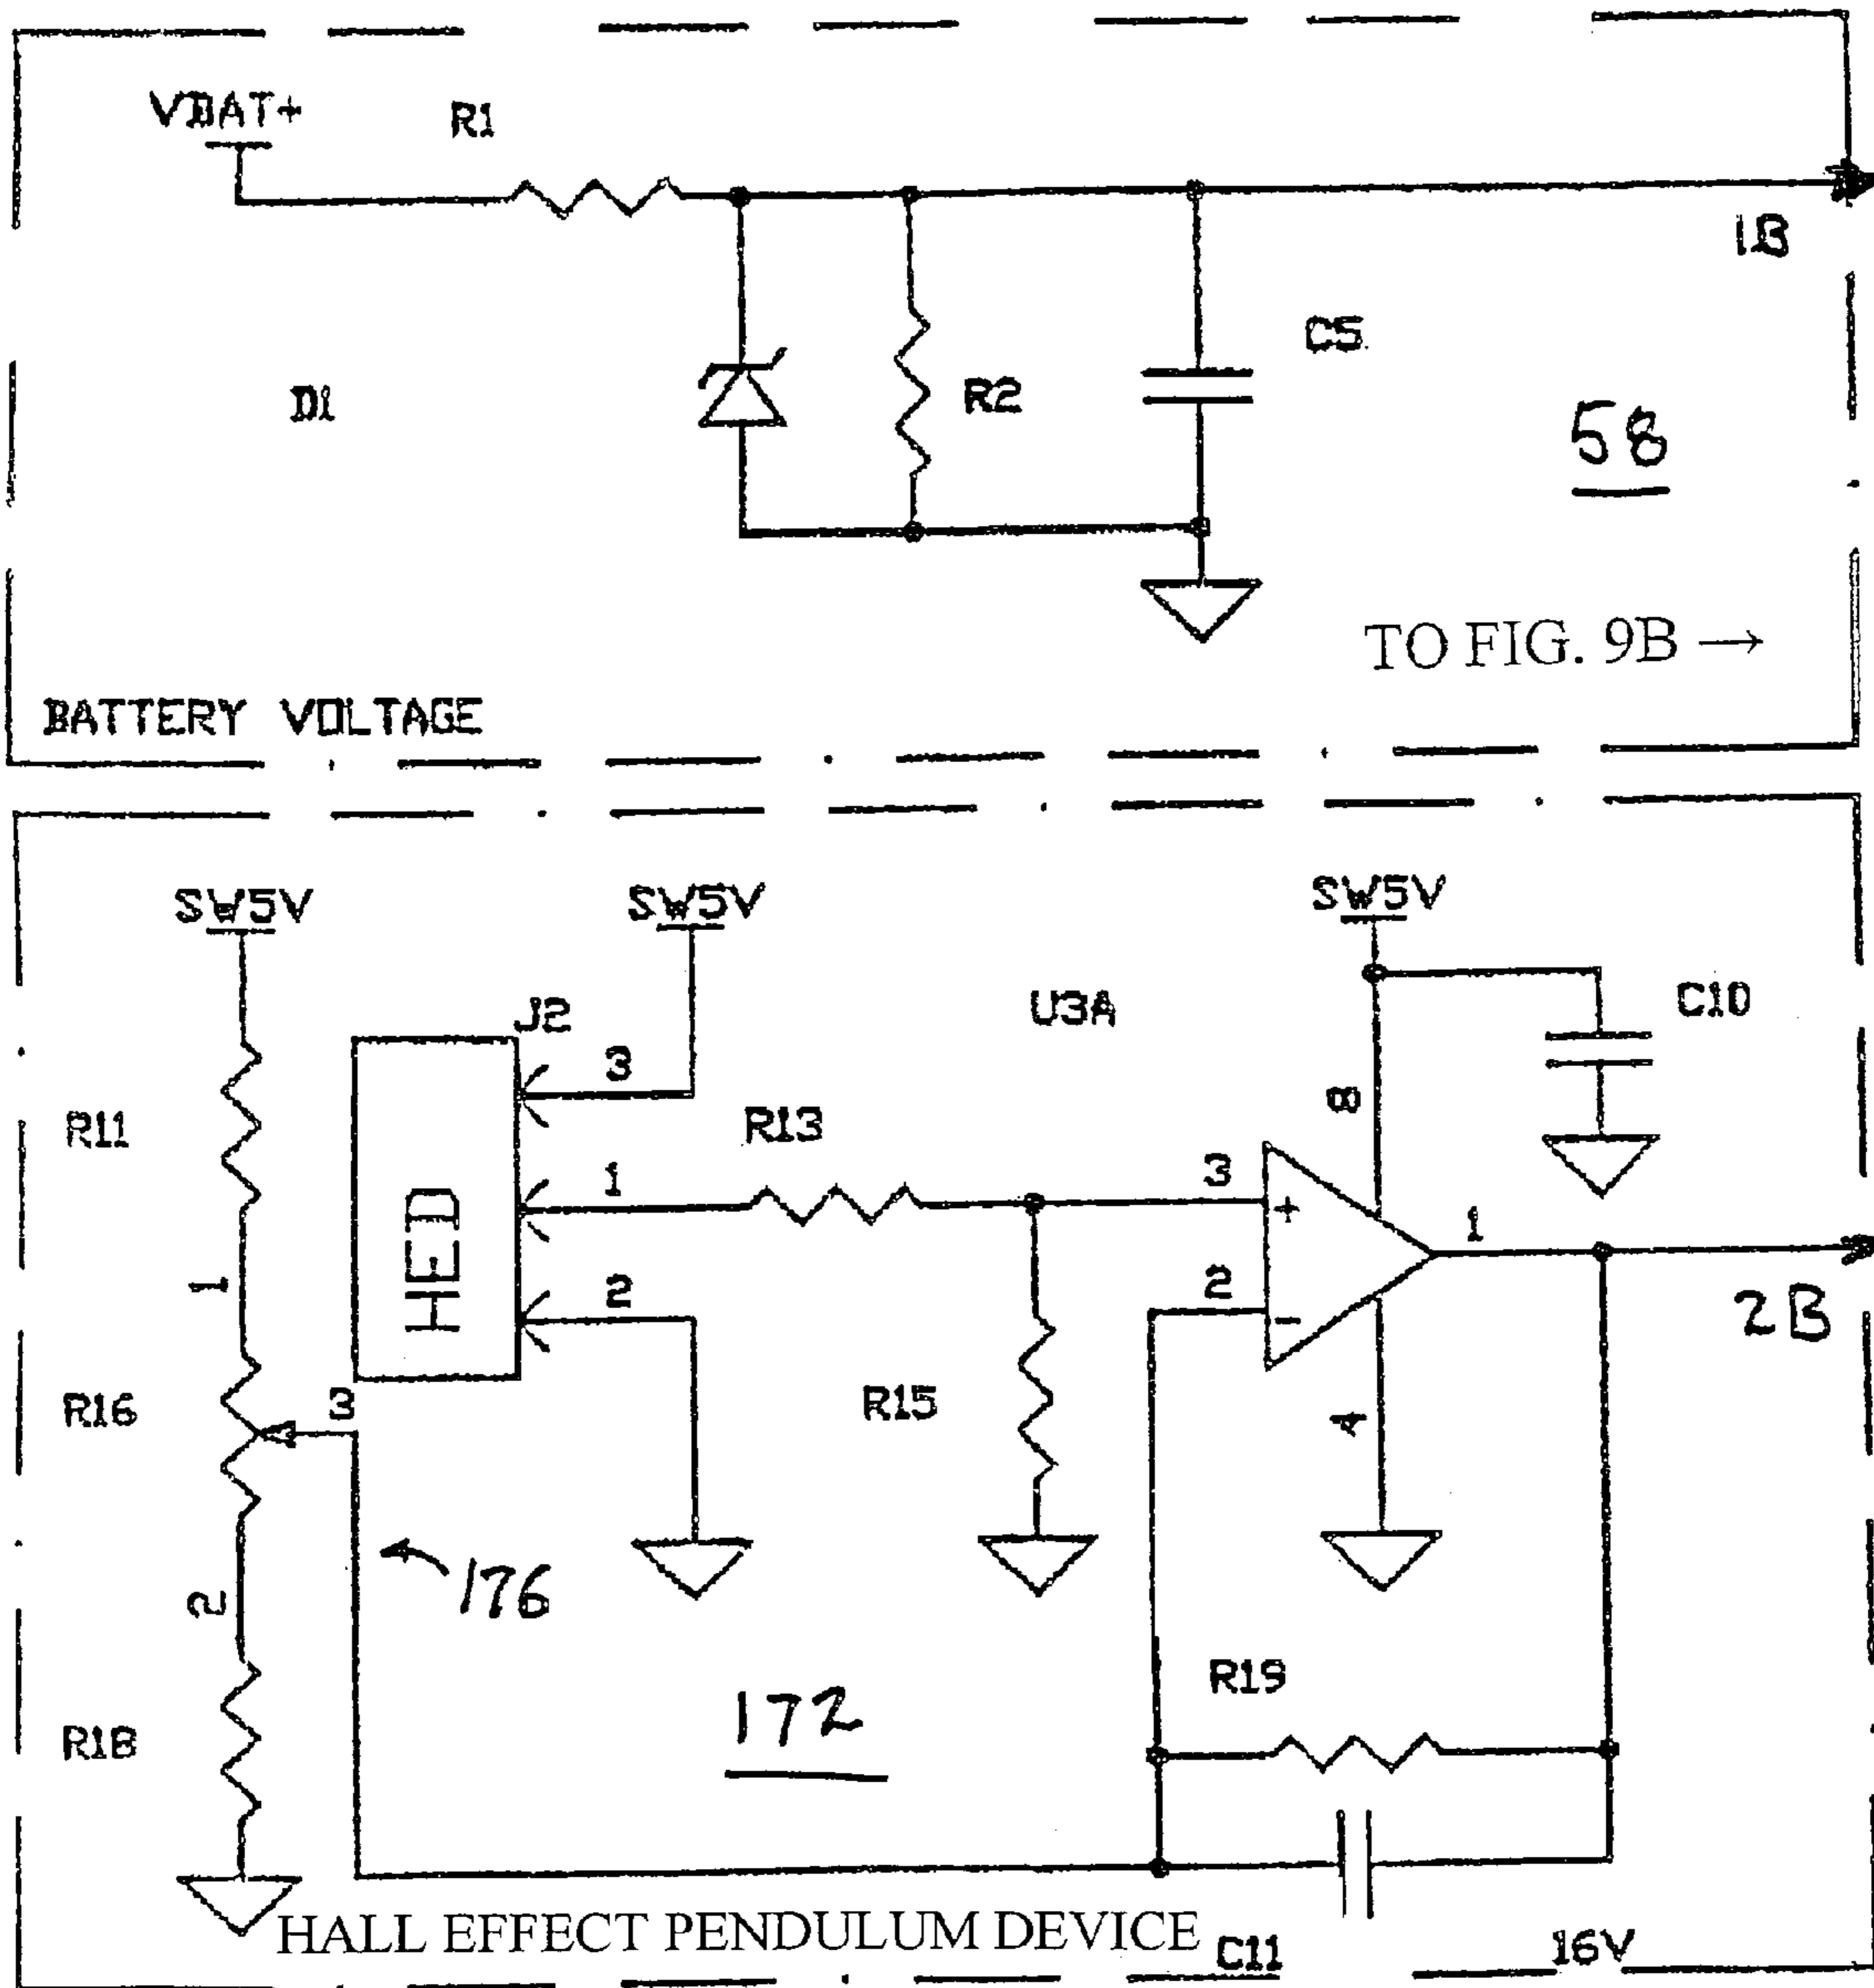 VBAT+
R1
1B
D1
R2
C5
58
TO FIG. 9B →
BATTERY VOLTAGE
SW5V
SW5V
SW5V
J2
U3A
C10
3
R11
R13
8
HED
1
3
+
1
1
2
2
-
2B
R16
3
R15
4
176
2
R19
172
R18
HALL EFFECT PENDULUM DEVICE
C11
16V